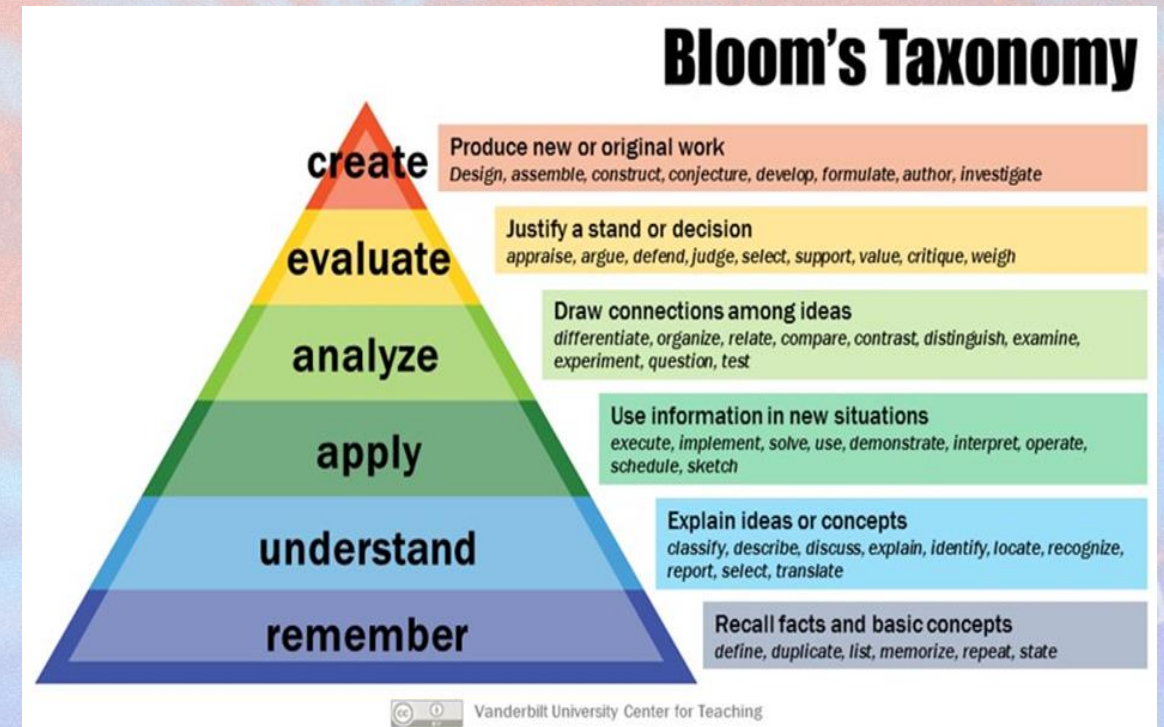 Bloom's Taxonomy
create
Produce new or original work
Design, assemble, construct, conjecture, develop, formulate, author, investigate
evaluate
Justify a stand or decision
appraise, argue, defend, judge, select, support, value, critique, weigh
analyze
Draw connections among ideas
differentiate, organize, relate, compare, contrast, distinguish, examine,
experiment, question, test
apply
Use information in new situations
execute, implement, solve, use, demonstrate, interpret, operate,
schedule, sketch
understand
Explain ideas or concepts
classify, describe, discuss, explain, identify, locate, recognize,
report, select, translate
remember
Recall facts and basic concepts
define, duplicate, list, memorize, repeat, state
cc
Vanderbilt University Center for Teaching